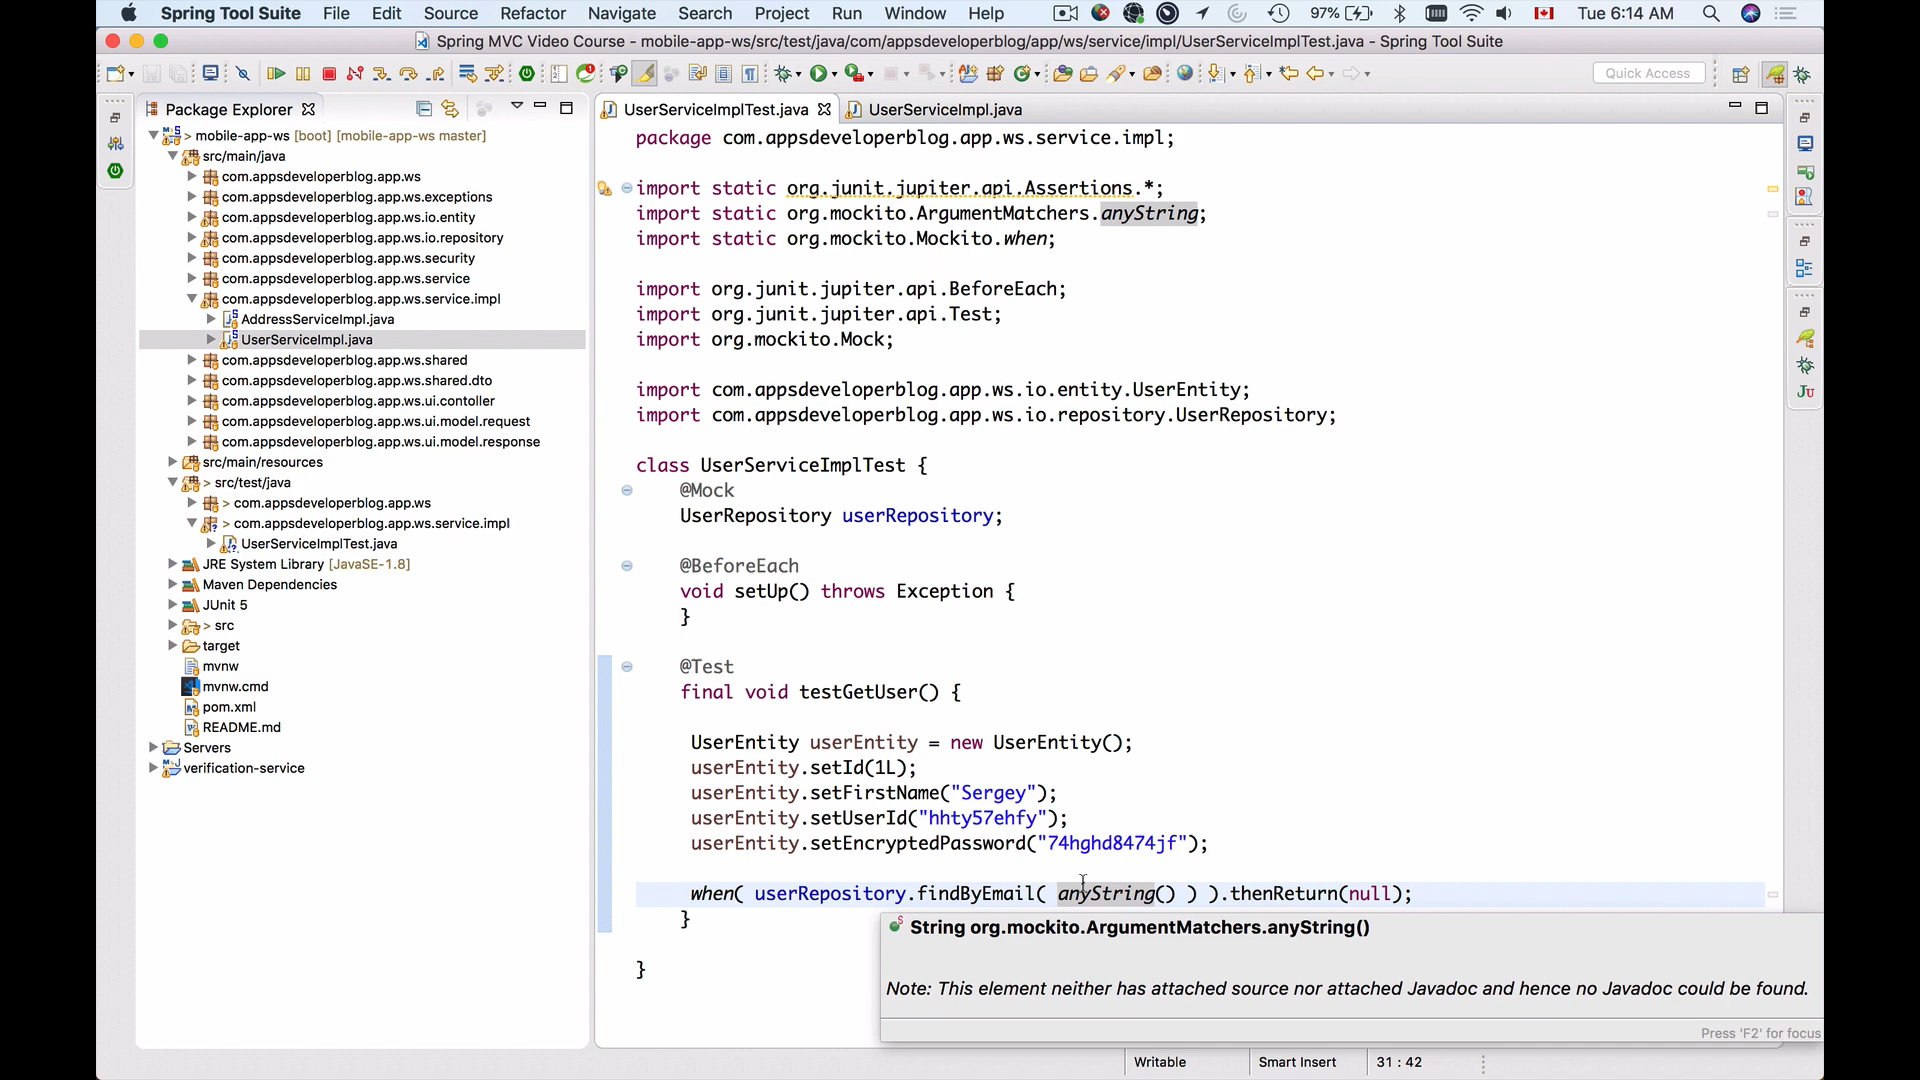 Spring Tool Suite File Edit Source Refactor Navigate Search Project Run Window Help 97% Tue 6:14 AM
Spring MVC Video Course - mobile-app-ws/src/test/java/com/appsdeveloperblog/app/ws/service/impl/UserServiceImplTest.java - Spring Tool Suite
Quick Access
Package Explorer
UserServiceImplTest.java
UserServiceImpl.java
> mobile-app-ws [boot] [mobile-app-ws master]
src/main/java
com.appsdeveloperblog.app.ws
com.appsdeveloperblog.app.ws.exceptions
com.appsdeveloperblog.app.ws.io.entity
com.appsdeveloperblog.app.ws.io.repository
com.appsdeveloperblog.app.ws.security
com.appsdeveloperblog.app.ws.service
com.appsdeveloperblog.app.ws.service.impl
AddressServiceImpl.java
UserServiceImpl.java
com.appsdeveloperblog.app.ws.shared
com.appsdeveloperblog.app.ws.shared.dto
com.appsdeveloperblog.app.ws.ui.contoller
com.appsdeveloperblog.app.ws.ui.model.request
com.appsdeveloperblog.app.ws.ui.model.response
src/main/resources
> src/test/java
> com.appsdeveloperblog.app.ws
> com.appsdeveloperblog.app.ws.service.impl
UserServiceImplTest.java
JRE System Library [JavaSE-1.8]
Maven Dependencies
JUnit 5
> src
target
mvnw
mvnw.cmd
pom.xml
README.md
Servers
verification-service
package com.appsdeveloperblog.app.ws.service.impl;
import static org.junit.jupiter.api.Assertions.*;
import static org.mockito.ArgumentMatchers.anyString;
import static org.mockito.Mockito.when;
import org.junit.jupiter.api.BeforeEach;
import org.junit.jupiter.api.Test;
import org.mockito.Mock;
import com.appsdeveloperblog.app.ws.io.entity.UserEntity;
import com.appsdeveloperblog.app.ws.io.repository.UserRepository;
class UserServiceImplTest {
@Mock
UserRepository userRepository;
@BeforeEach
void setUp() throws Exception {
}
@Test
final void testGetUser() {
UserEntity userEntity = new UserEntity();
userEntity.setId(1L);
userEntity.setFirstName("Sergey");
userEntity.setUserId("hhty57ehfy");
userEntity.setEncryptedPassword("74hghd8474jf");
when( userRepository.findByEmail( anyString() ) ).thenReturn(null);
}
}
String org.mockito.ArgumentMatchers.anyString()
Note: This element neither has attached source nor attached Javadoc and hence no Javadoc could be found.
Press 'F2' for focus
Writable Smart Insert 31 : 42